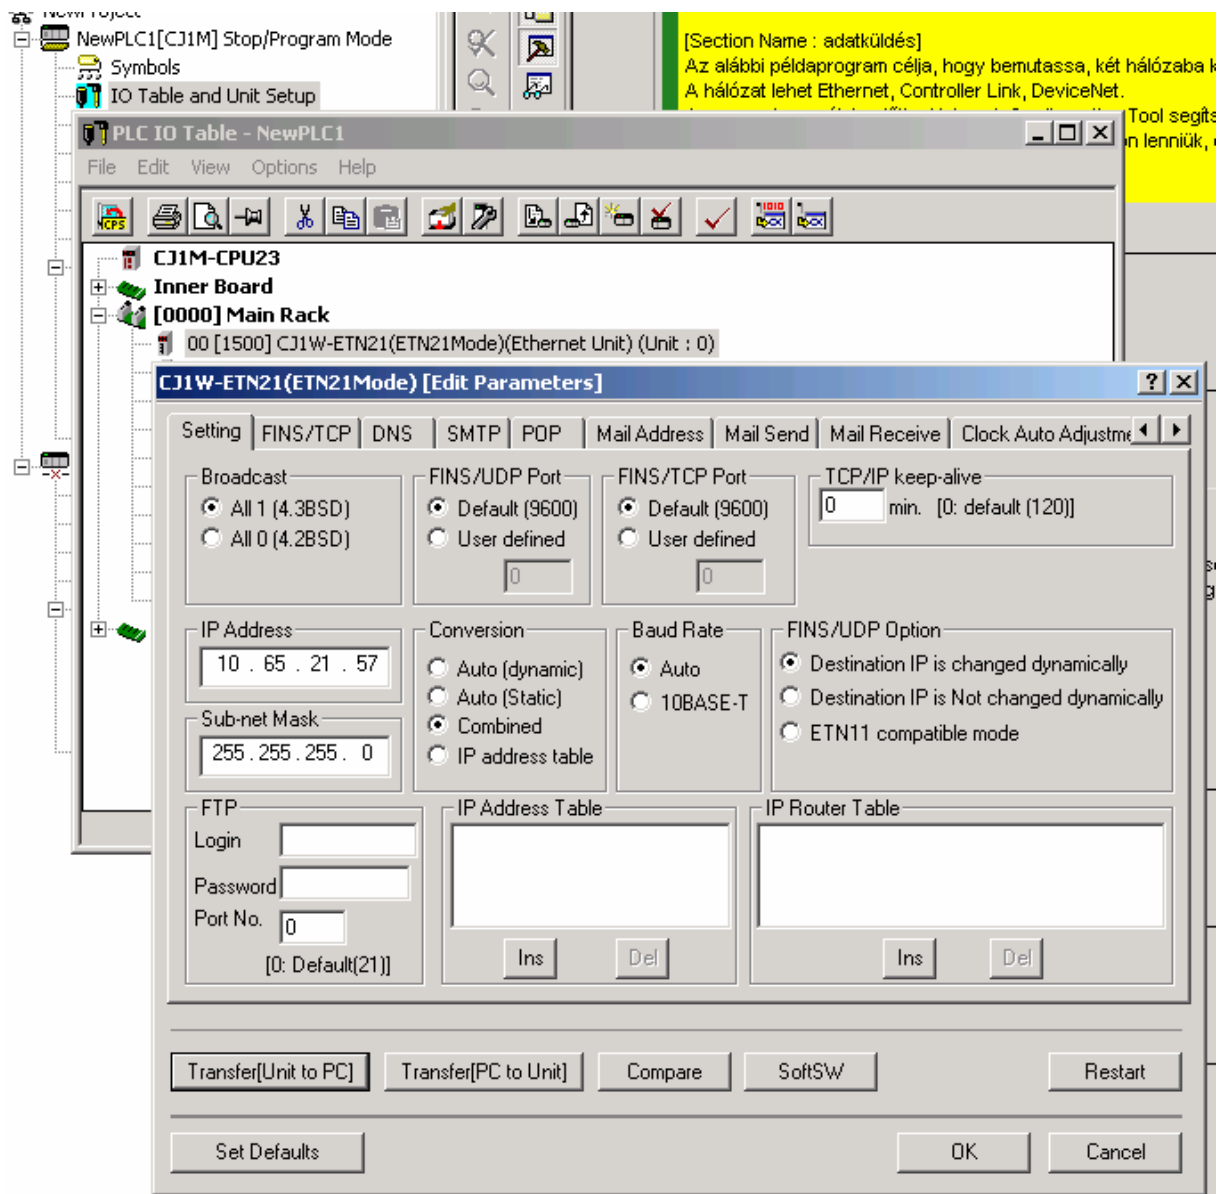 NewProject
NewPLC1[CJ1M] Stop/Program Mode
Symbols
IO Table and Unit Setup
[Section Name : adatküldés]
Az alábbi példaprogram célja, hogy bemutassa, két hálózaba
A hálózat lehet Ethernet, Controller Link, DeviceNet.
Tool
lenniük,
PLC IO Table - NewPLC1
File Edit View Options Help
CPS
CJ1M-CPU23
Inner Board
[0000] Main Rack
00 [1500] CJ1W-ETN21(ETN21Mode)(Ethernet Unit) (Unit : 0)
CJ1W-ETN21(ETN21Mode) [Edit Parameters]
Setting FINS/TCP DNS SMTP POP Mail Address Mail Send Mail Receive Clock Auto
Broadcast
All 1 (4.3BSD)
All 0 (4.2BSD)
FINS/UDP Port
Default (9600)
User defined
0
FINS/TCP Port
Default (9600)
User defined
0
TCP/IP keep-alive
0 min. [0: default (120)]
IP Address
10 . 65 . 21 . 57
Sub-net Mask
255 . 255 . 255 . 0
Conversion
Auto (dynamic)
Auto (Static)
Combined
IP address table
Baud Rate
Auto
10BASE-T
FINS/UDP Option
Destination IP is changed dynamically
Destination IP is Not changed dynamically
ETN11 compatible mode
FTP
Login
Password
Port No. 0
[0: Default(21)]
IP Address Table
Ins Del
IP Router Table
Ins Del
Transfer[Unit to PC] Transfer[PC to Unit] Compare SoftSW Restart
Set Defaults OK Cancel